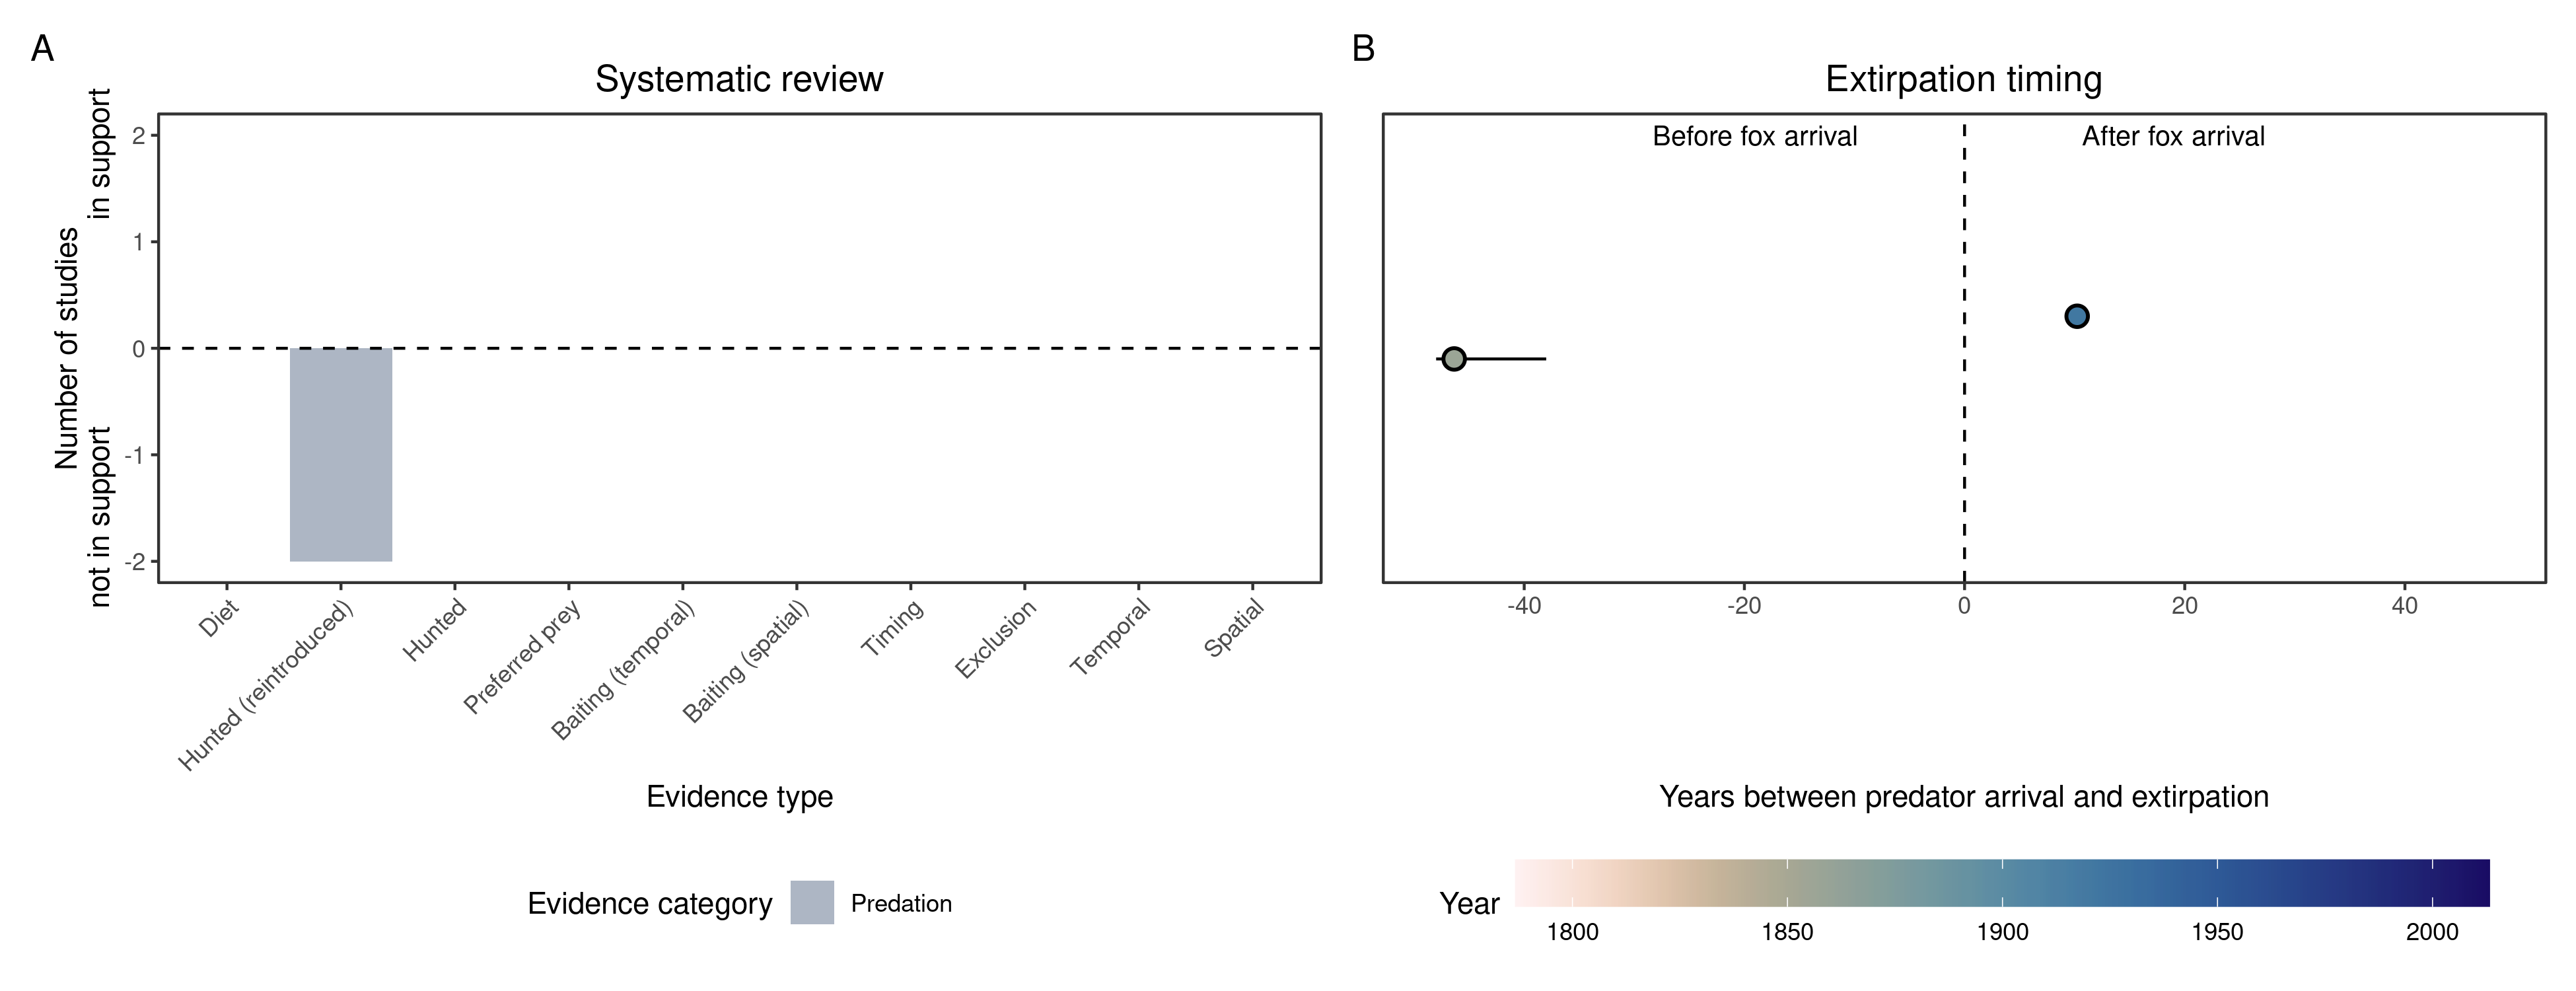 A
Systematic review
Number of studies
not in support
in support
2
1
0
-1
-2
Diet
Hunted (reintroduced)
Hunted
Preferred prey
Baiting (temporal)
Baiting (spatial)
Timing
Exclusion
Temporal
Spatial
Evidence type
Evidence category
Predation
B
Extirpation timing
Before fox arrival
After fox arrival
-40
-20
0
20
40
Years between predator arrival and extirpation
Year
1800
1850
1900
1950
2000